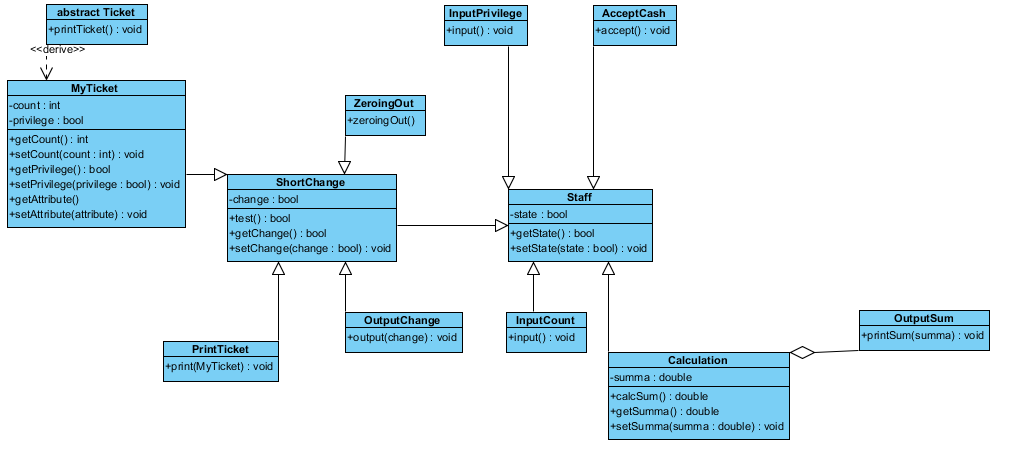 abstract Ticket
+printTicket() : void
<<derive>>
MyTicket
-count : int
-privilege : bool
+getCount() : int
+setCount(count : int) : void
+getPrivilege() : bool
+setPrivilege(privilege : bool) : void
+getAttribute()
+setAttribute(attribute) : void
ZeroingOut
+zeroingOut()
InputPrivilege
+input() : void
AcceptCash
+accept() : void
ShortChange
-change : bool
+test() : bool
+getChange() : bool
+setChange(change : bool) : void
Staff
-state : bool
+getState() : bool
+setState(state : bool) : void
PrintTicket
+print(MyTicket) : void
OutputChange
+output(change) : void
InputCount
+input() : void
Calculation
-summa : double
+calcSum() : double
+getSumma() : double
+setSumma(summa : double) : void
OutputSum
+printSum(summa) : void